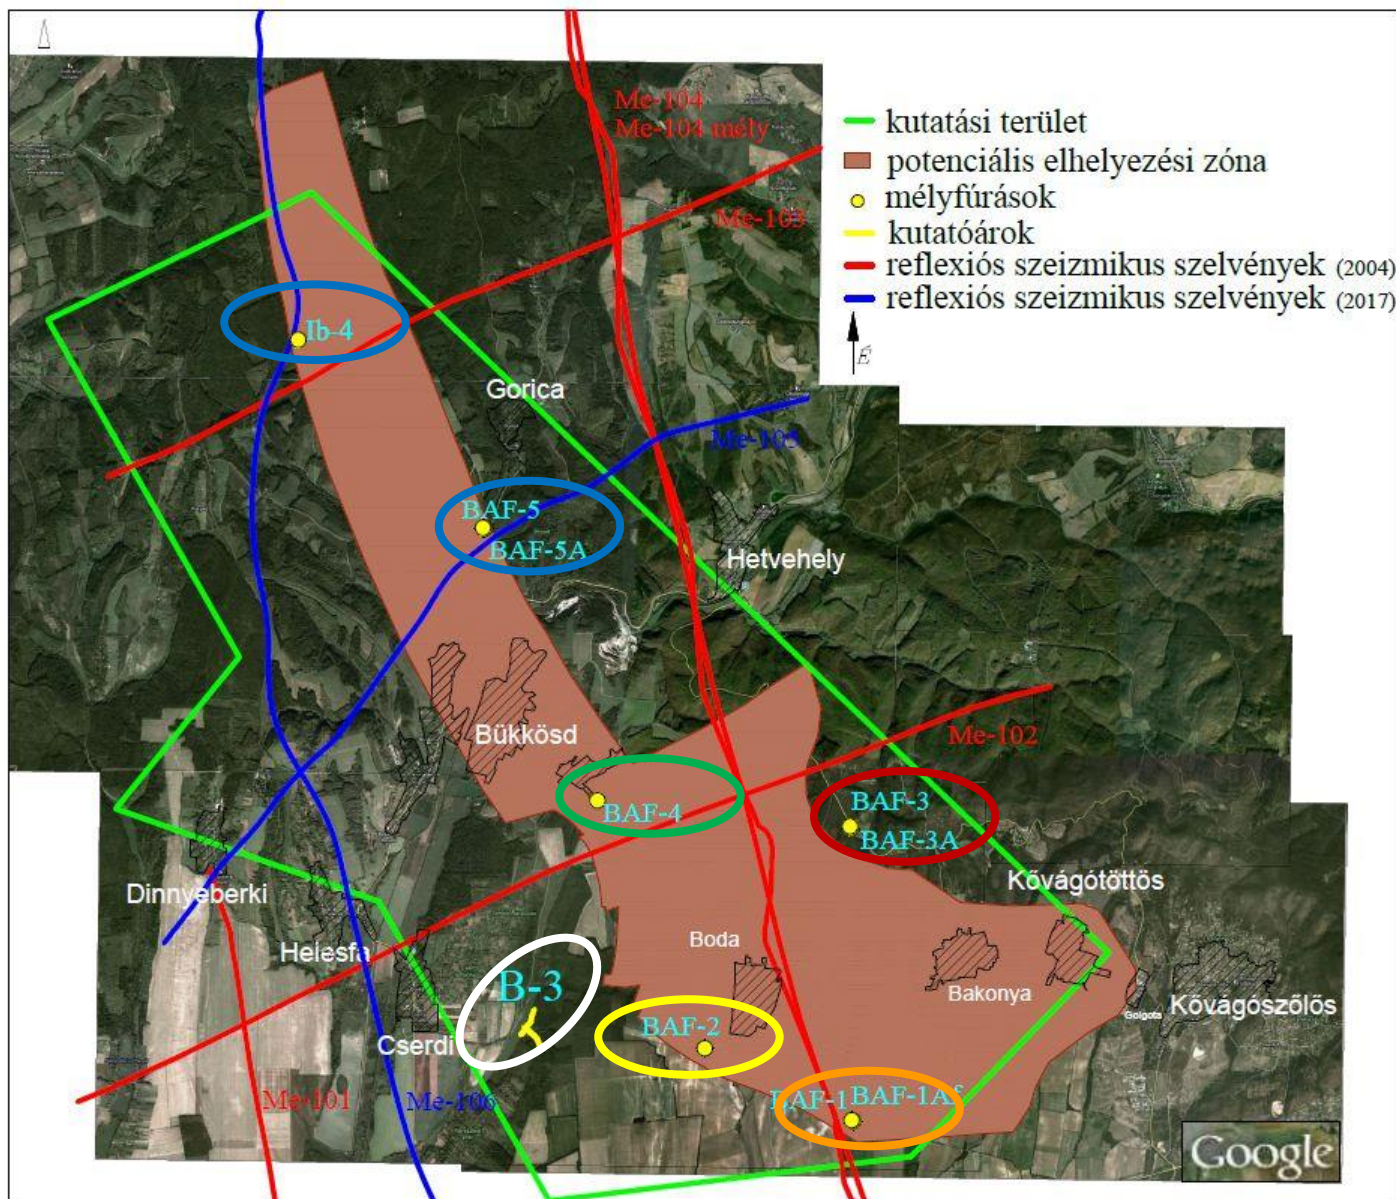 Me-104
Me-104 mély
kutatási terület
potenciális elhelyezési zóna
mélyfúrások
kutatóárok
reflexiós szeizmikus szelvények (2004)
reflexiós szeizmikus szelvények (2017)
É
Me-103
Ib-4
Gorica
Me-105
BAF-5
BAF-5A
Hetvehely
Bükkösd
Me-102
BAF-4
BAF-3
BAF-3A
Dinnyeberki
Kővágótöttös
Helesfa
Boda
B-3
Bakonya
Kővágószőlős
Golgota
Cserdi
BAF-2
Me-101
Me-106
BAF-1
BAF-1Af
Google